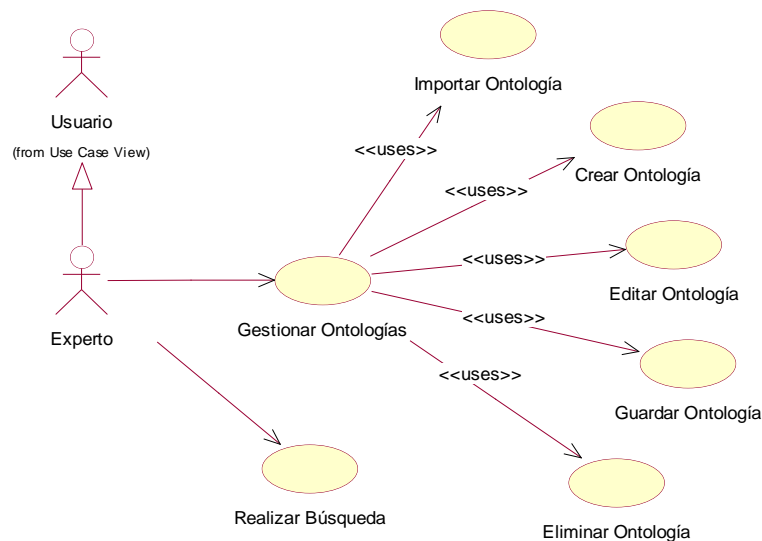 Importar Ontología
Usuario
(from Use Case View)
<<uses>>
Crear Ontología
<<uses>>
<<uses>>
Editar Ontología
Experto
Gestionar Ontologías
<<uses>>
<<uses>>
Guardar Ontología
Realizar Búsqueda
Eliminar Ontología